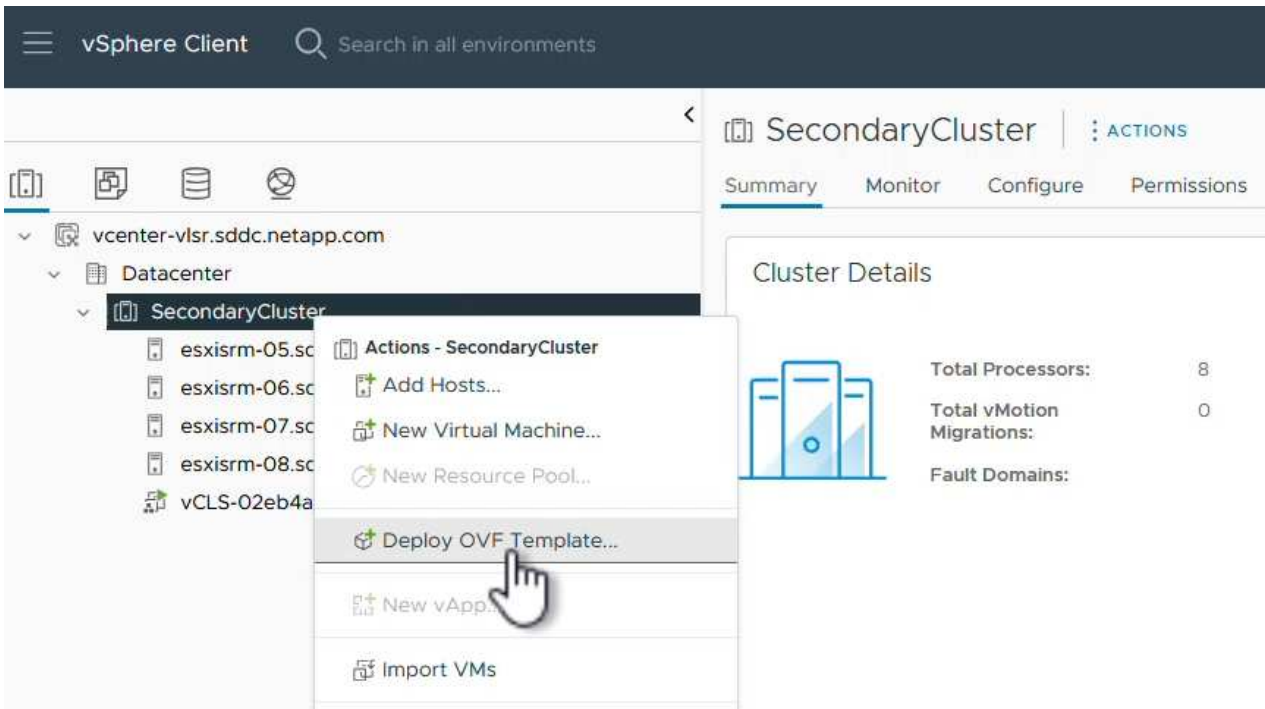 vSphere Client
Search in all environments
SecondaryCluster
ACTIONS
Summary Monitor Configure Permissions
vcenter-vlsr.sddc.netapp.com
Datacenter
SecondaryCluster
esxisrm-05.sc
esxisrm-06.sc
esxisrm-07.sc
esxisrm-08.sc
vCLS-02eb4a
Actions - SecondaryCluster
Add Hosts...
New Virtual Machine...
New Resource Pool...
Deploy OVF Template...
New vApp
Import VMs
Cluster Details
Total Processors: 8
Total vMotion Migrations: 0
Fault Domains: